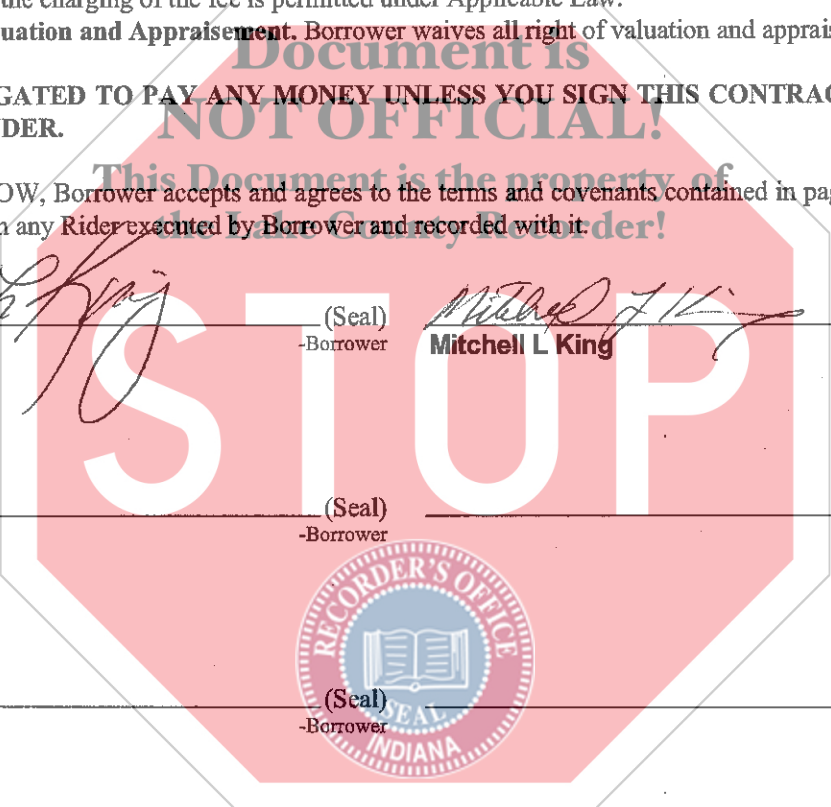 the charging of the fee is permitted under Applicable Law.
uation and Appraisement. Borrower waives all right of valuation and apprais
Document is
GATED TO PAY ANY MONEY UNLESS YOU SIGN THIS CONTRAC
DER.
NOT OFFICIAL!
This Document is the property of
OW, Borrower accepts and agrees to the terms and covenants contained in pag
n any Rider executed by Borrower and recorded with it.
the Lake County Recorder!
L King (Seal) Mitchell L King
-Borrower Mitchell L King
STOP
(Seal)
-Borrower
RECORDER'S OFFICE
(Seal)
-Borrower
SEAL
INDIANA